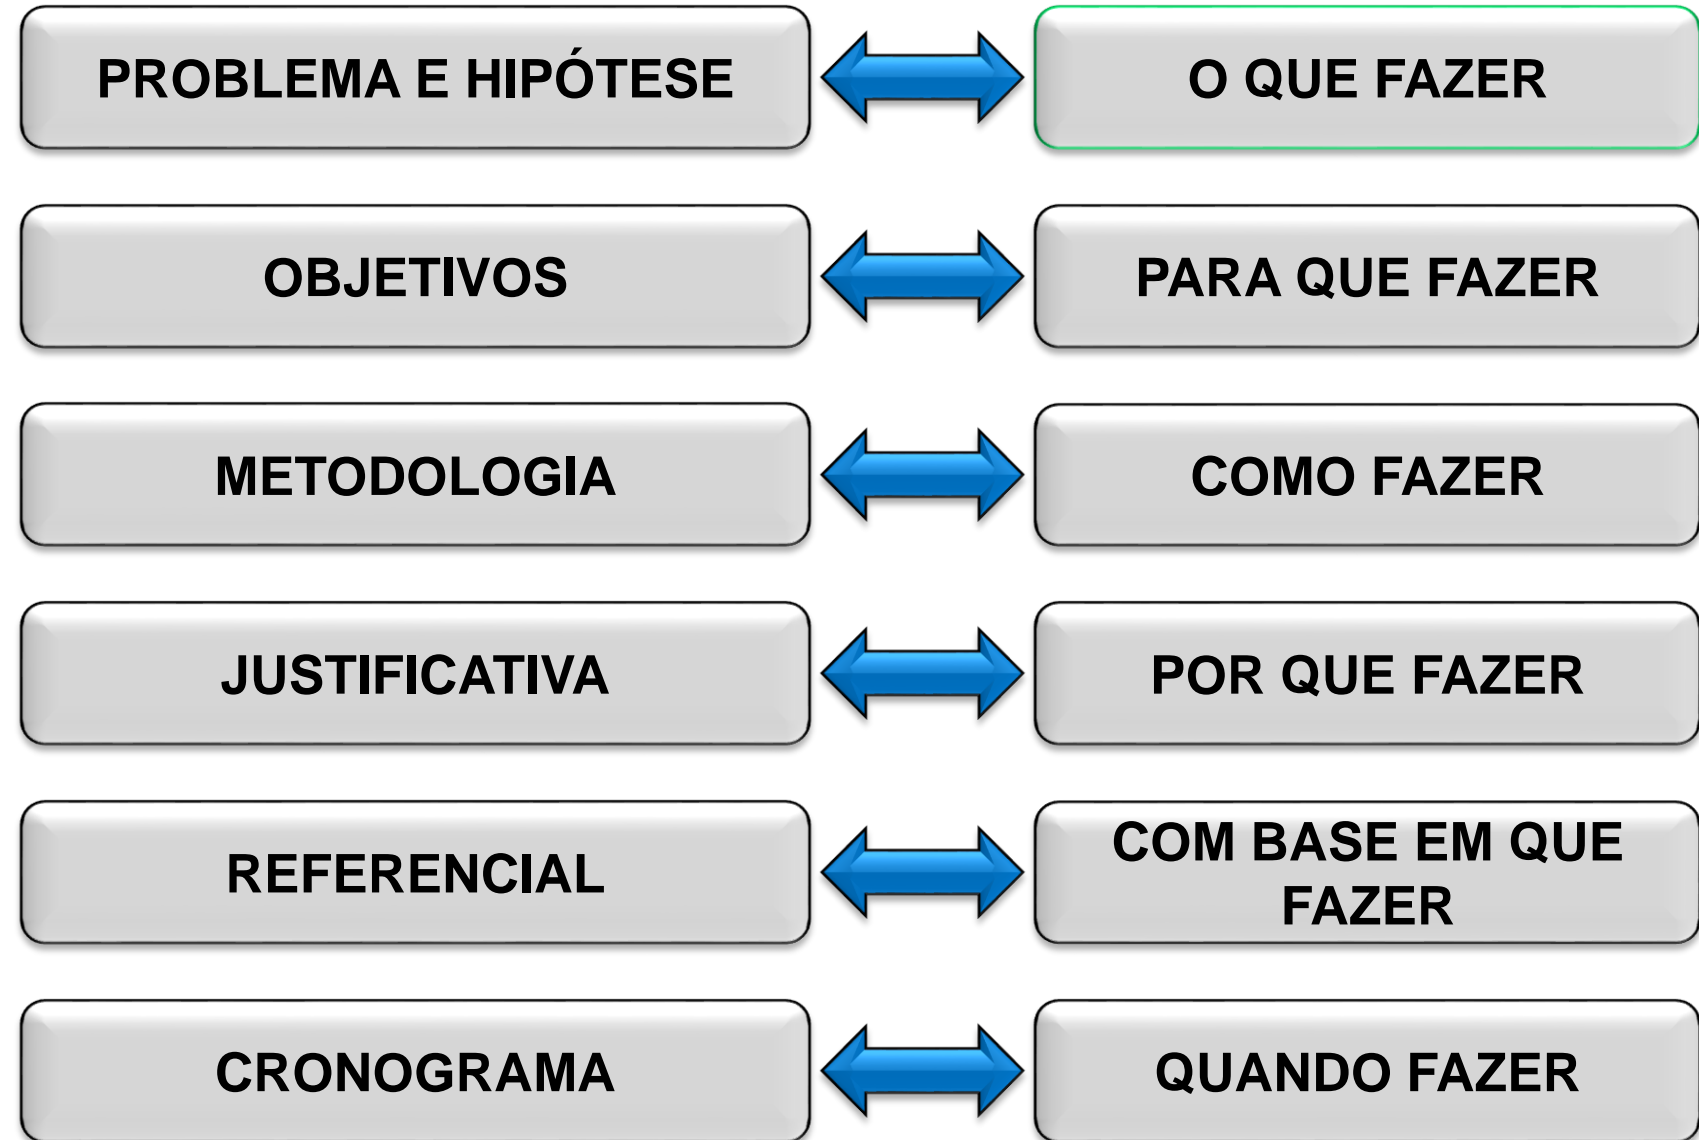 PROBLEMA E HIPÓTESE
O QUE FAZER
OBJETIVOS
PARA QUE FAZER
METODOLOGIA
COMO FAZER
JUSTIFICATIVA
POR QUE FAZER
REFERENCIAL
COM BASE EM QUE
FAZER
CRONOGRAMA
QUANDO FAZER